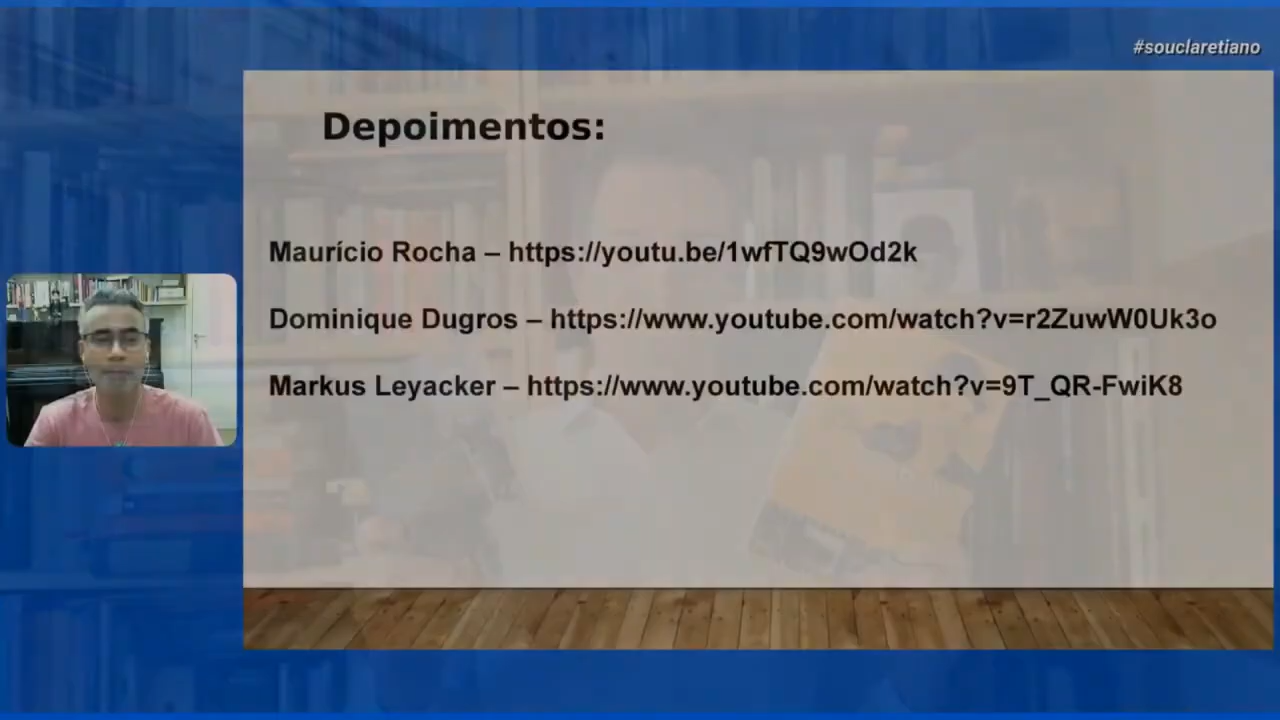 #souclaretiano
Depoimentos:
Maurício Rocha – https://youtu.be/1wfTQ9wOd2k
Dominique Dugros – https://www.youtube.com/watch?v=r2ZuwW0Uk3o
Markus Leyacker – https://www.youtube.com/watch?v=9T_QR-FwiK8